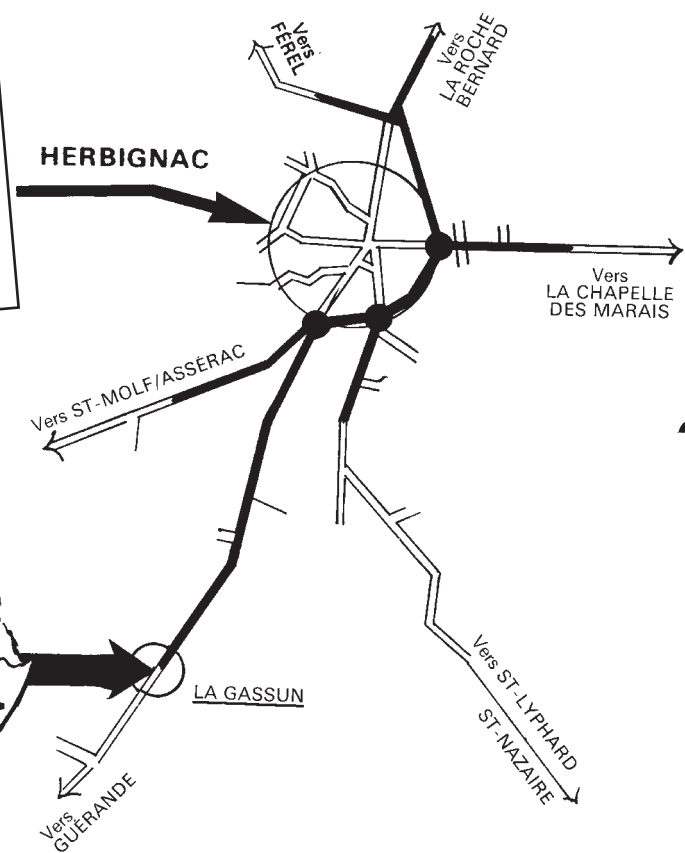 Vers
FÉREL
Vers
LA ROCHE
BERNARD
HERBIGNAC
Vers
LA CHAPELLE
DES MARAIS
Vers ST-MOLF/ASSÉRAC
LA GASSUN
Vers ST-LYPHARD
ST-NAZAIRE
Vers
GUÉRANDE